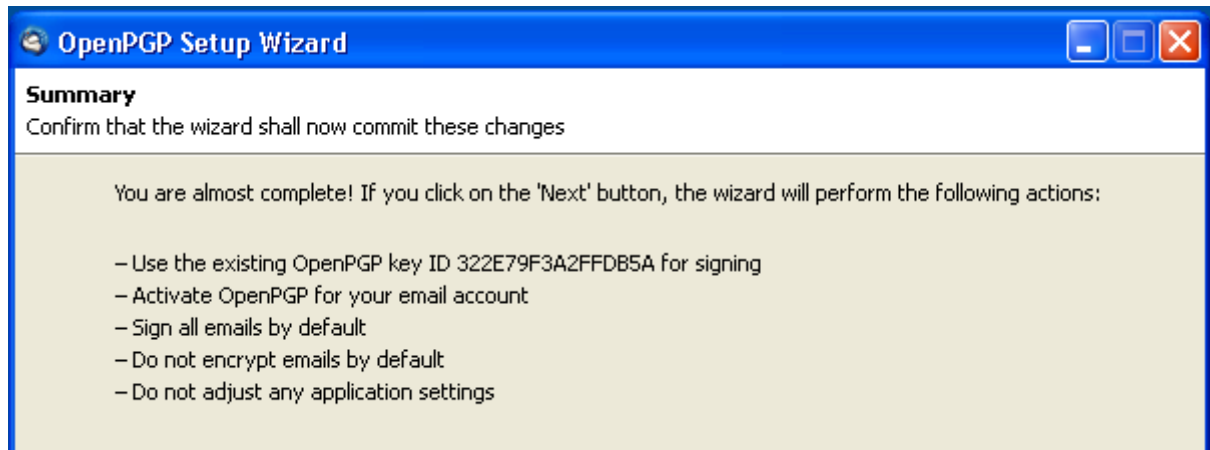 OpenPGP Setup Wizard
Summary
Confirm that the wizard shall now commit these changes
You are almost complete! If you click on the 'Next' button, the wizard will perform the following actions:
– Use the existing OpenPGP key ID 322E79F3A2FFDB5A for signing
– Activate OpenPGP for your email account
– Sign all emails by default
– Do not encrypt emails by default
– Do not adjust any application settings